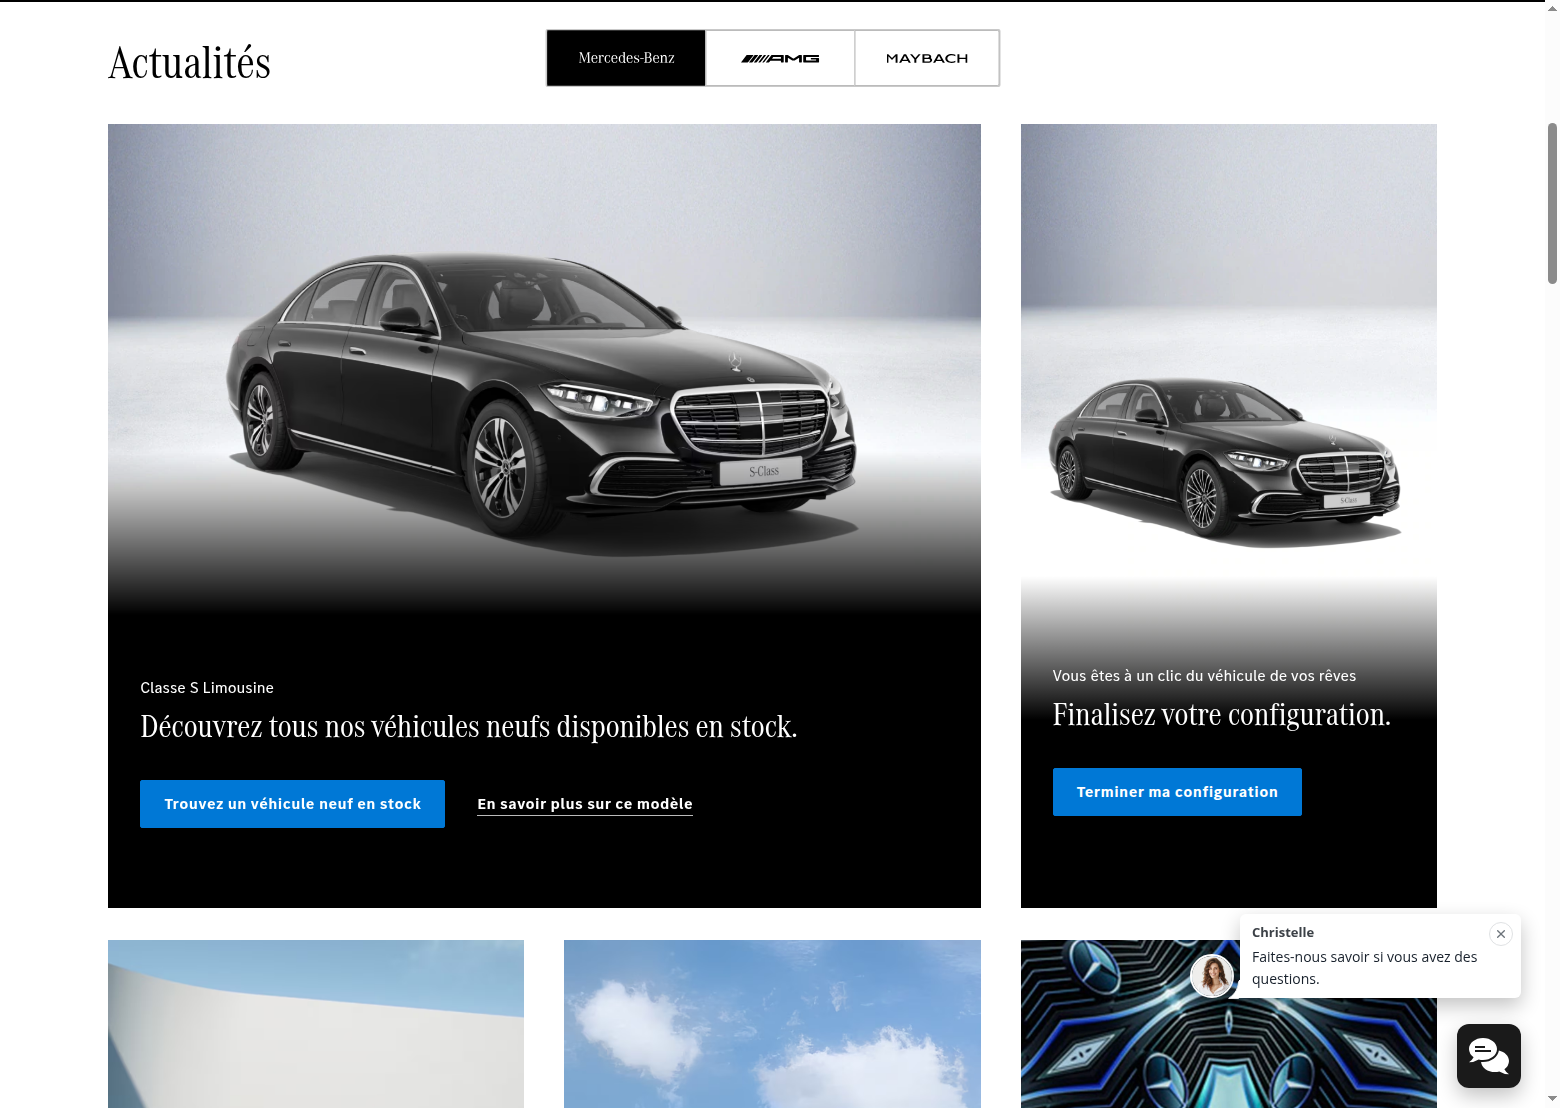 Actualités
Mercedes-Benz
AMG
MAYBACH
S-Class
S-Class
Classe S Limousine
Découvrez tous nos véhicules neufs disponibles en stock.
Trouvez un véhicule neuf en stock
En savoir plus sur ce modèle
Vous êtes à un clic du véhicule de vos rêves
Finalisez votre configuration.
Terminer ma configuration
Christelle
Faites-nous savoir si vous avez des
questions.